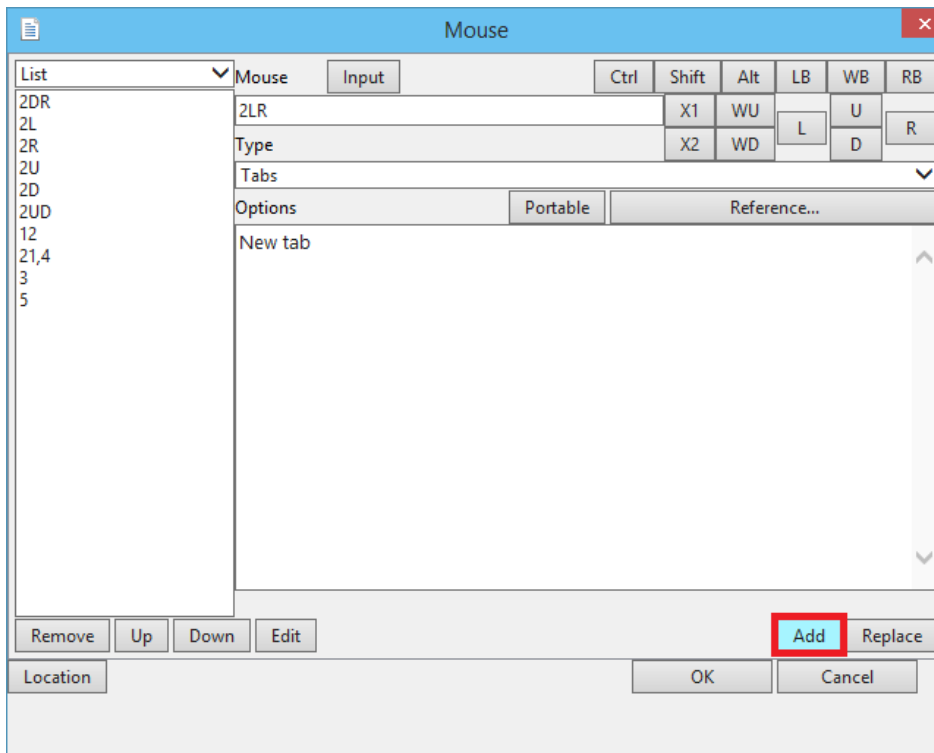 Mouse
List
Mouse Input Ctrl Shift Alt LB WB RB
2LR X1 WU L U R
Type X2 WD D
Tabs
Options Portable Reference...
New tab
2DR
2L
2R
2U
2D
2UD
12
21,4
3
5
Remove Up Down Edit Add Replace
Location OK Cancel